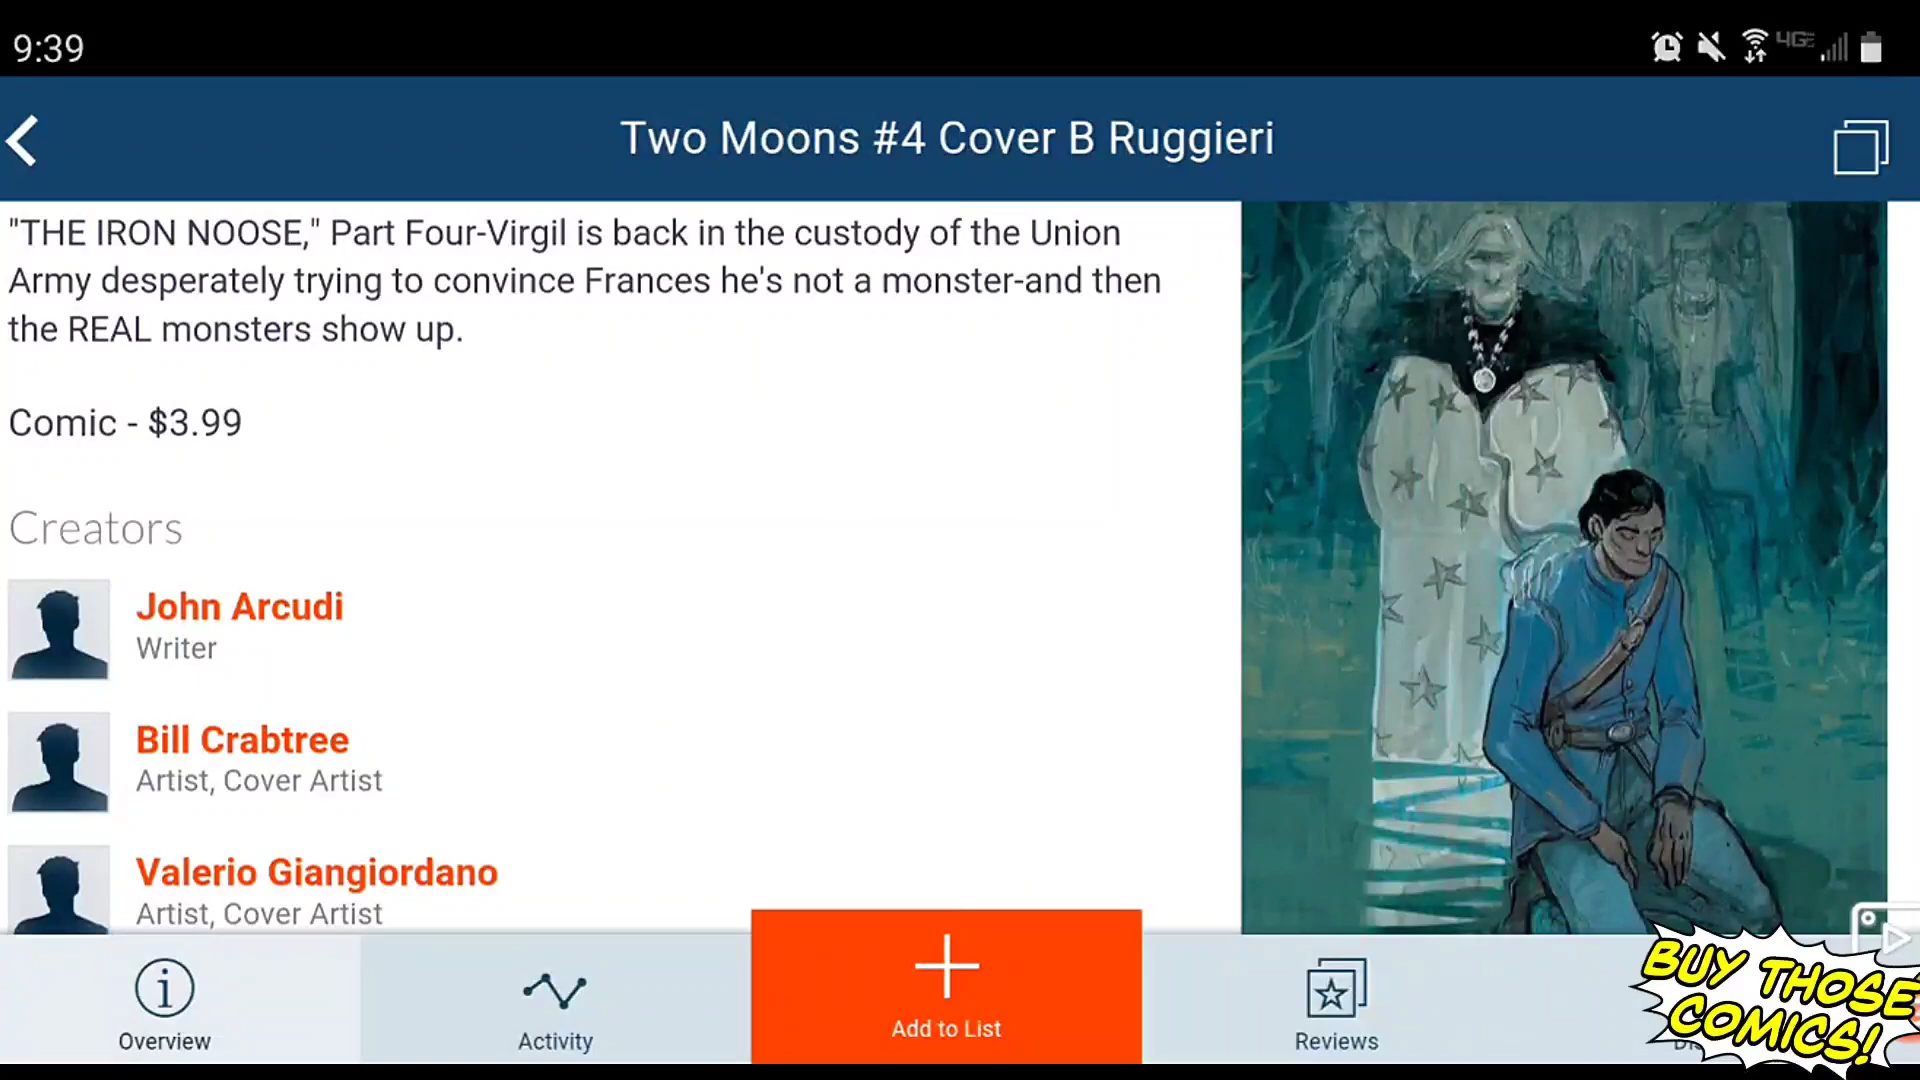 9:39
4GE
Two Moons #4 Cover B Ruggieri
"THE IRON NOOSE," Part Four-Virgil is back in the custody of the Union
Army desperately trying to convince Frances he's not a monster-and then
the REAL monsters show up.
Comic - $3.99
Creators
John Arcudi
Writer
Bill Crabtree
Artist, Cover Artist
Valerio Giangiordano
Artist, Cover Artist
Overview
Activity
Add to List
Reviews
BUY THOSE
COMICS!